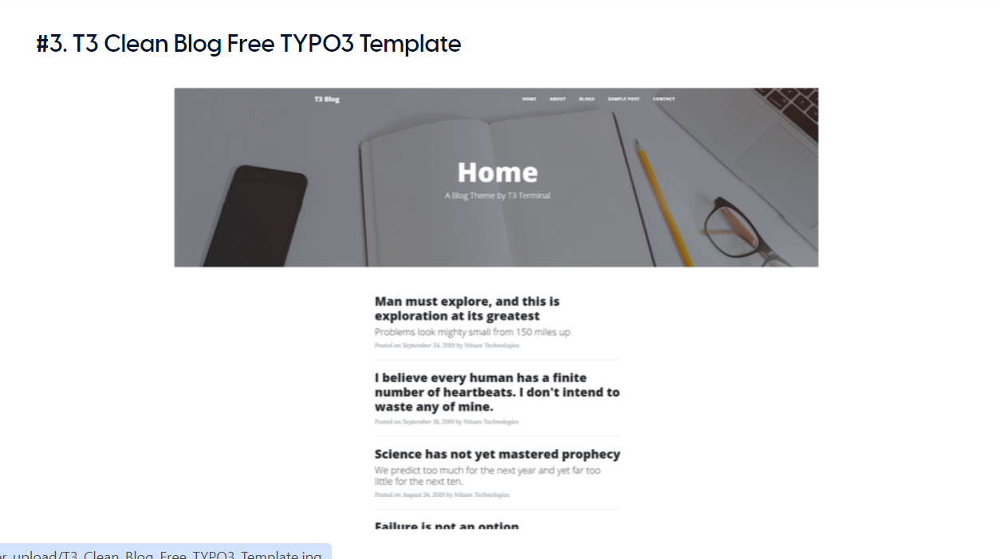 #3. T3 Clean Blog Free TYPO3 Template
T3 Blog
HOME ABOUT BLOGS SAMPLE POST CONTACT
Home
A Blog Theme by T3 Terminal
Man must explore, and this is
exploration at its greatest
Problems look mighty small from 150 miles up
Posted on September 24, 2019 by Nitsan Technologies
I believe every human has a finite
number of heartbeats. I don't intend to
waste any of mine.
Posted on September 18, 2019 by Nitsan Technologies
Science has not yet mastered prophecy
We predict too much for the next year and yet far too
little for the next ten.
Posted on August 24, 2019 by Nitsan Technologies
Failure is not an option
er_upload/T3_Clean_Blog_Free_TYPO3_Template.jpg